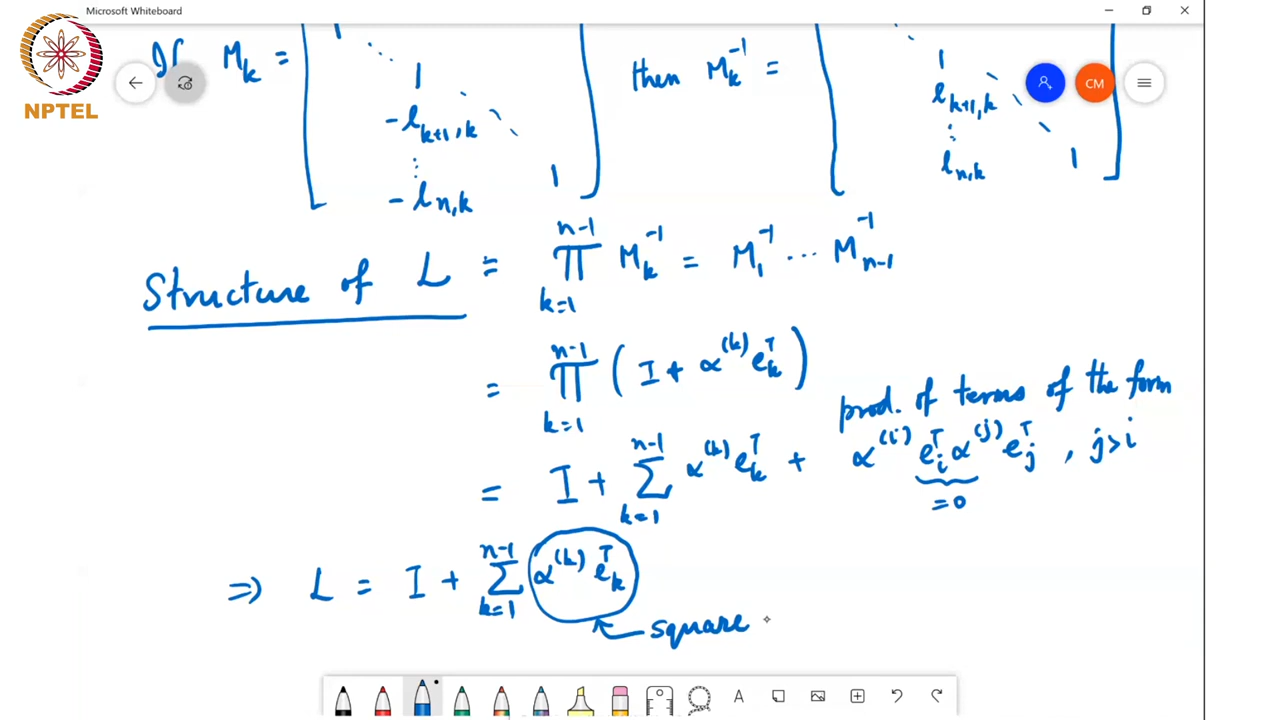 Microsoft Whiteboard
NPTEL
CM
If M_k = [ 1 ⋱ 1 -l_{k+1,k} ⋮ -l_{n,k} ⋱ 1 ] then M_k^{-1} = [ ⋱ 1 l_{k+1,k} ⋮ l_{n,k} ⋱ 1 ]
Structure of L = ∏_{k=1}^{n-1} M_k^{-1} = M_1^{-1} ... M_{n-1}^{-1}
= ∏_{k=1}^{n-1} ( I + α^{(k)} e_k^T )
prod. of terms of the form
= I + ∑_{k=1}^{n-1} α^{(k)} e_k^T + α^{(i)} e_i^T α^{(j)} e_j^T , j>i
=0
⇒ L = I + ∑_{k=1}^{n-1} α^{(k)} e_k^T
square
A